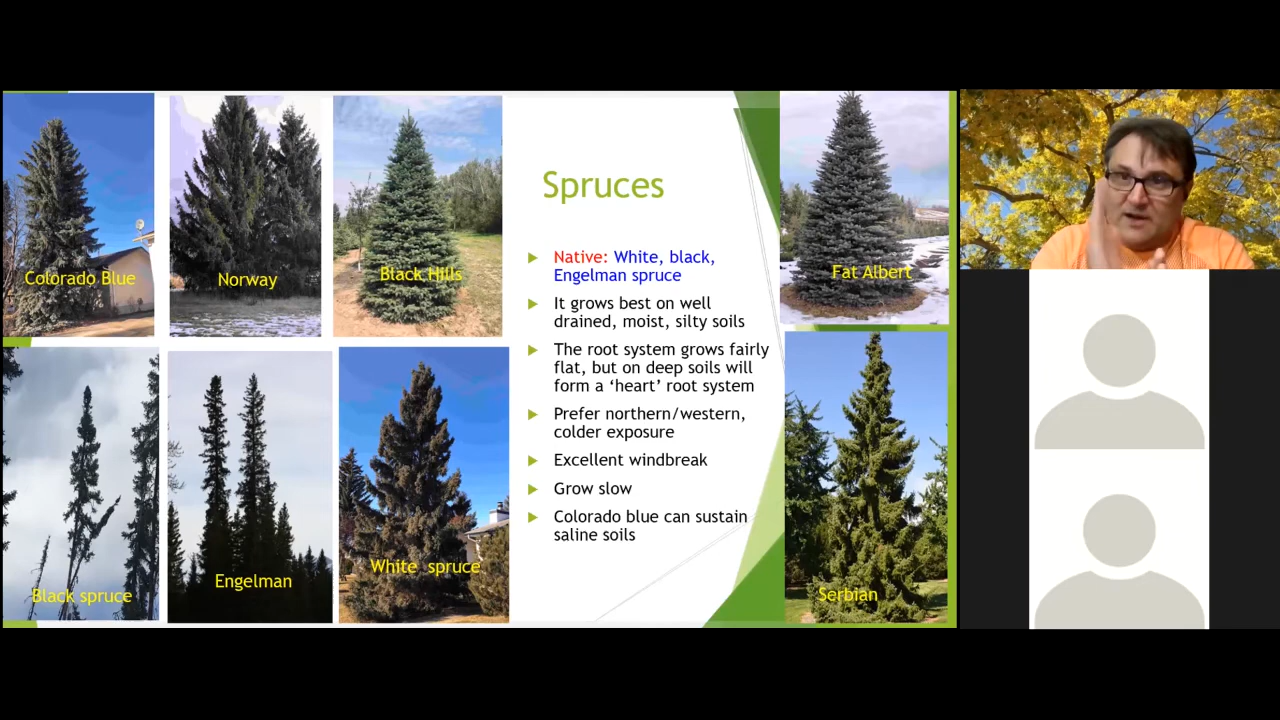 Colorado Blue
Norway
Black Hills
Fat Albert
Spruces
Native: White, black,
Engelman spruce
It grows best on well
drained, moist, silty soils
The root system grows fairly
flat, but on deep soils will
form a ‘heart’ root system
Prefer northern/western,
colder exposure
Excellent windbreak
Grow slow
Colorado blue can sustain
saline soils
Black spruce
Engelman
White spruce
Serbian